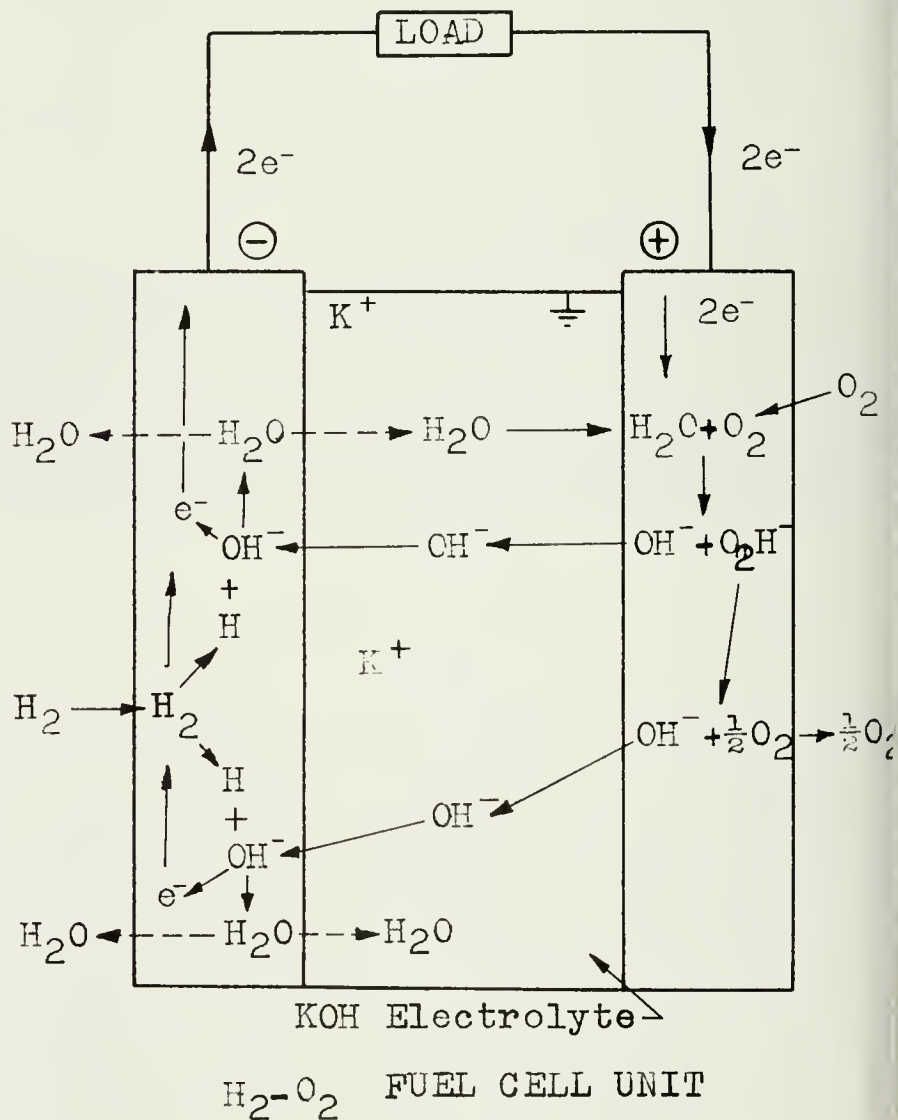 LOAD
2e⁻ 2e⁻
⊖ ⊕
K⁺ 2e⁻
O₂
H₂O H₂O H₂O H₂O+O₂
e⁻ OH⁻ OH⁻ OH⁻+O₂H⁻
+
H
K⁺
H₂ H₂
OH⁻+½O₂ ½O₂
H
+
OH⁻
OH⁻
e⁻
H₂O H₂O H₂O
KOH Electrolyte
H₂-O₂ FUEL CELL UNIT